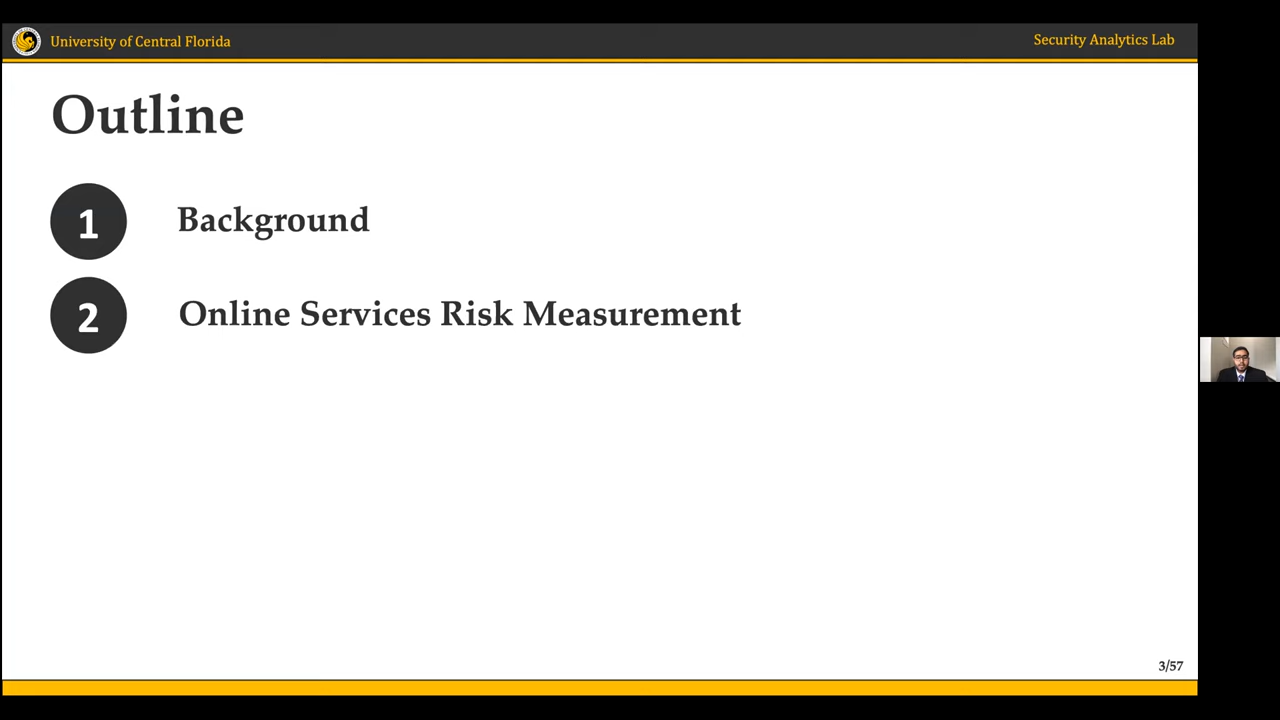 University of Central Florida
Security Analytics Lab
Outline
1 Background
2 Online Services Risk Measurement
3/57